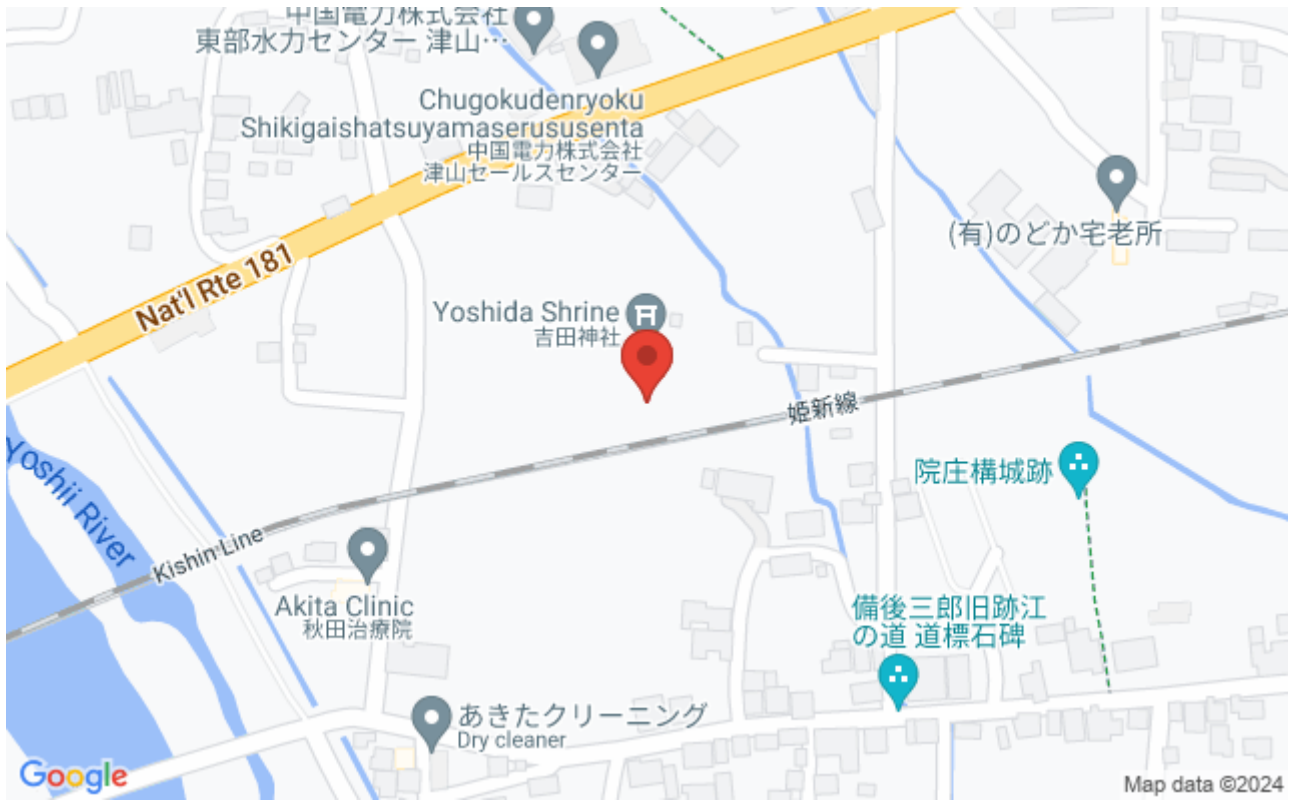 中国電力株式会社
東部水力センター 津山…
Chugokudenryoku
Shikigaishatsuyamaserususenta
中国電力株式会社
津山セールスセンター
(有)のどか宅老所
Nat'l Rte 181
Yoshida Shrine
吉田神社
姫新線
院庄構城跡
Yoshii River
Kishin Line
Akita Clinic
秋田治療院
備後三郎旧跡江
の道 道標石碑
あきたクリーニング
Dry cleaner
Google
Map data ©2024